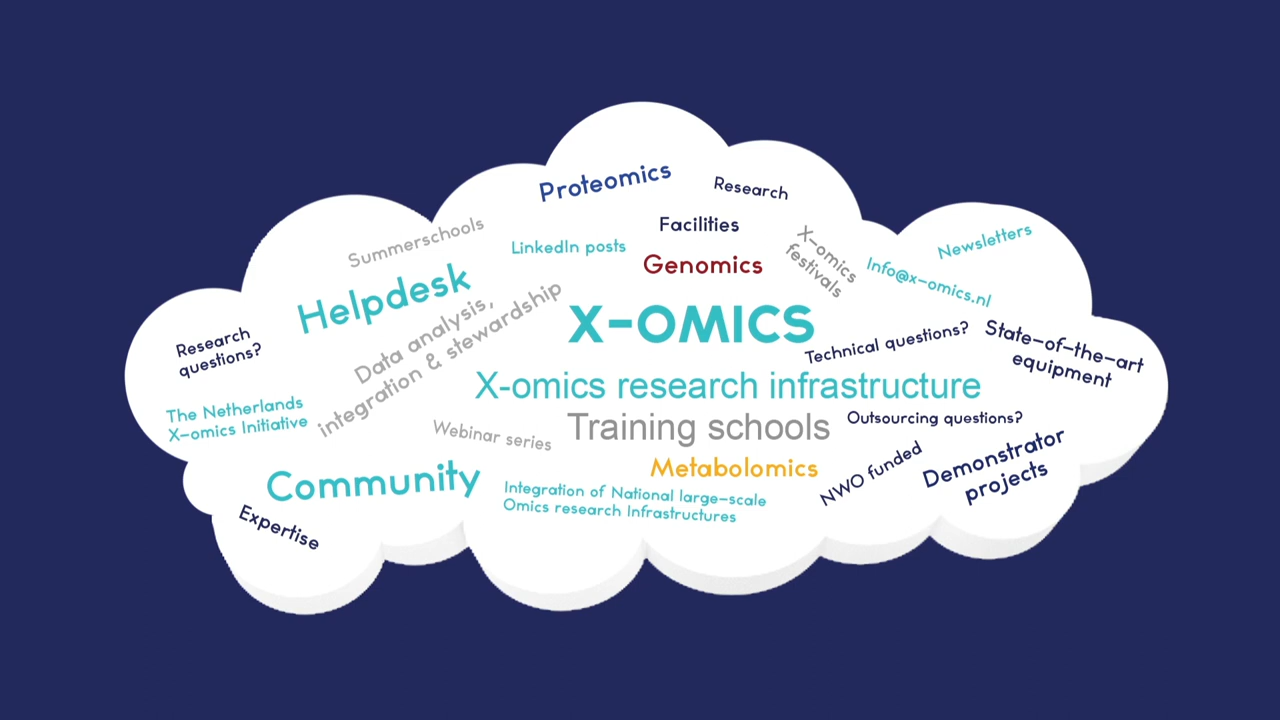 Proteomics
Research
Summerschools
Facilities
LinkedIn posts
Newsletters
X-omics
festivals
Genomics
Info@x-omics.nl
Helpdesk
Data analysis,
integration & stewardship
X-OMICS
Research
questions?
Technical questions?
State-of-the-art
equipment
X-omics research infrastructure
The Netherlands
X-omics Initiative
Webinar series
Training schools
Outsourcing questions?
Community
Metabolomics
NWO funded
Demonstrator
projects
Integration of National large-scale
Omics research Infrastructures
Expertise